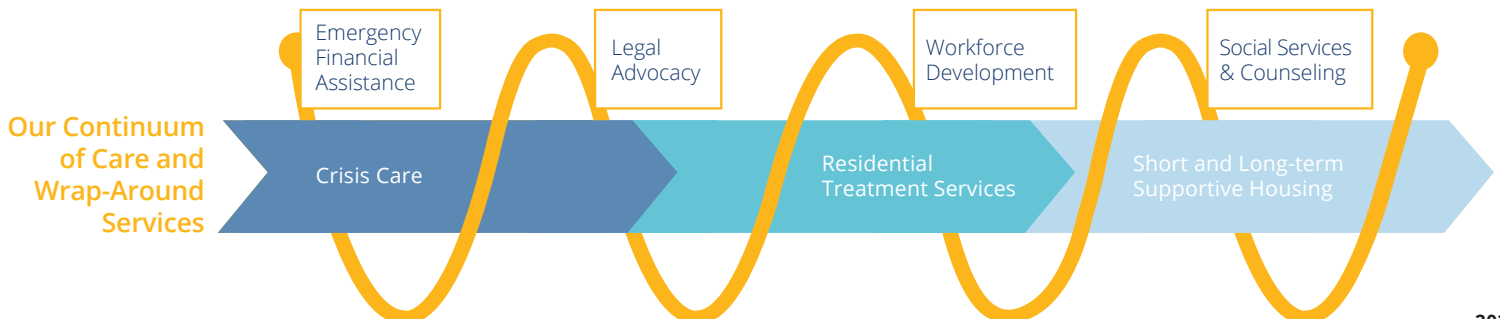 Emergency
Financial
Assistance
Legal
Advocacy
Workforce
Development
Social Services
& Counseling
Our Continuum
of Care and
Wrap-Around
Services
Crisis Care
Residential
Treatment Services
Short and Long-term
Supportive Housing